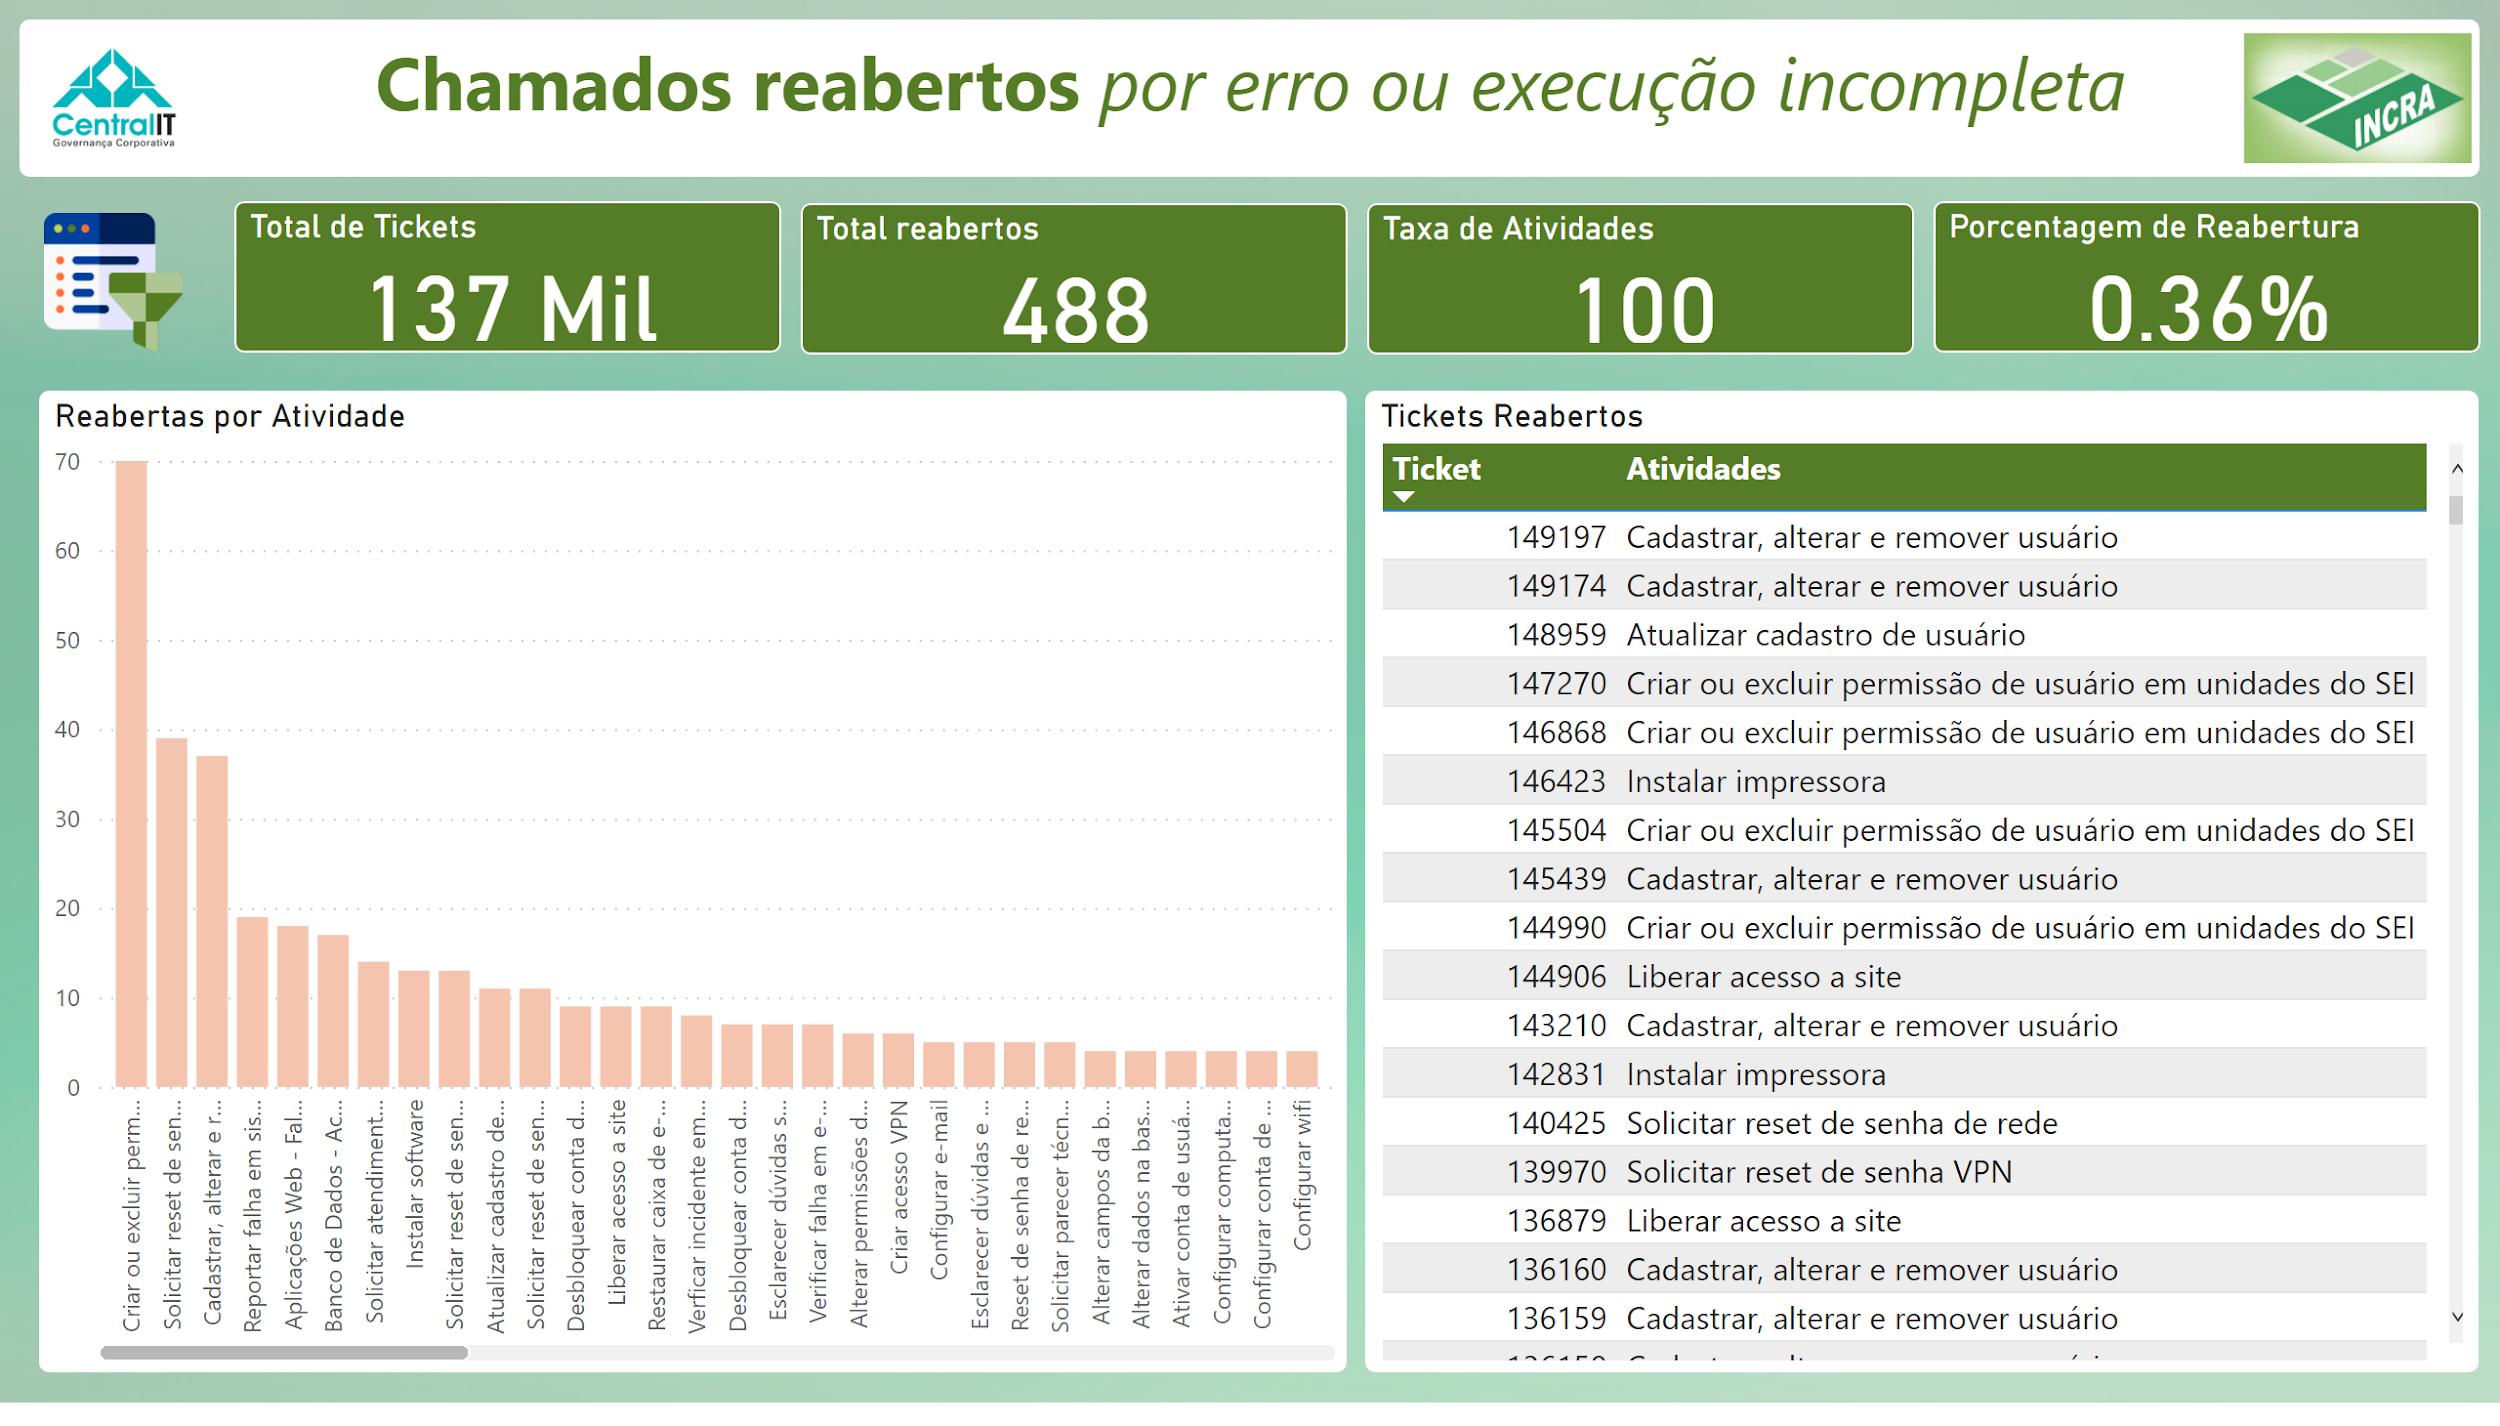 CentralIT
Governança Corporativa
Chamados reabertos por erro ou execução incompleta
INCRA
Total de Tickets
137 Mil
Total reabertos
488
Taxa de Atividades
100
Porcentagem de Reabertura
0.36%
Reabertas por Atividade
70
60
50
40
30
20
10
0
Criar ou excluir perm...
Solicitar reset de sen...
Cadastrar, alterar e r...
Reportar falha em sis...
Aplicações Web - Fal...
Banco de Dados - Ac...
Solicitar atendiment...
Instalar software
Solicitar reset de sen...
Atualizar cadastro de...
Solicitar reset de sen...
Desbloquear conta d...
Liberar acesso a site
Restaurar caixa de e-...
Verficar incidente em...
Desbloquear conta d...
Esclarecer dúvidas s...
Verificar falha em e-...
Alterar permissões d...
Criar acesso VPN
Configurar e-mail
Esclarecer dúvidas e ...
Reset de senha de re...
Solicitar parecer técn...
Alterar campos da b...
Alterar dados na bas...
Ativar conta de usuá...
Configurar computa...
Configurar conta de ...
Configurar wifi
Tickets Reabertos
Ticket Atividades
149197 Cadastrar, alterar e remover usuário
149174 Cadastrar, alterar e remover usuário
148959 Atualizar cadastro de usuário
147270 Criar ou excluir permissão de usuário em unidades do SEI
146868 Criar ou excluir permissão de usuário em unidades do SEI
146423 Instalar impressora
145504 Criar ou excluir permissão de usuário em unidades do SEI
145439 Cadastrar, alterar e remover usuário
144990 Criar ou excluir permissão de usuário em unidades do SEI
144906 Liberar acesso a site
143210 Cadastrar, alterar e remover usuário
142831 Instalar impressora
140425 Solicitar reset de senha de rede
139970 Solicitar reset de senha VPN
136879 Liberar acesso a site
136160 Cadastrar, alterar e remover usuário
136159 Cadastrar, alterar e remover usuário